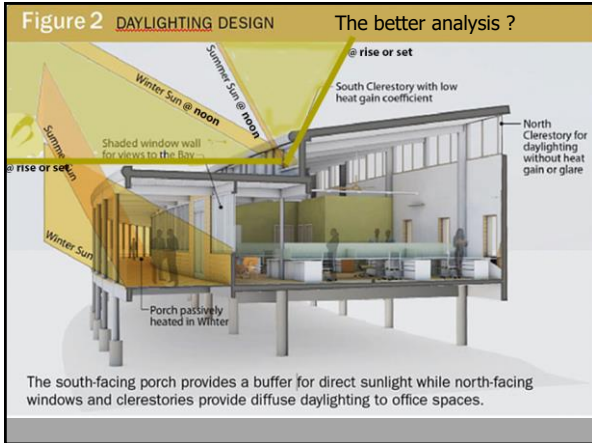 Figure 2 DAYLIGHTING DESIGN
The better analysis ?
@ rise or set
Winter Sun @ noon
Summer Sun @ noon
South Clerestory with low
heat gain coefficient
North
Clerestory for
daylighting
without heat
gain or glare
Shaded window wall
for views to the Bay
Summer Sun
@ rise or set
Winter Sun
Porch passively
heated in Winter
The south-facing porch provides a buffer for direct sunlight while north-facing
windows and clerestories provide diffuse daylighting to office spaces.